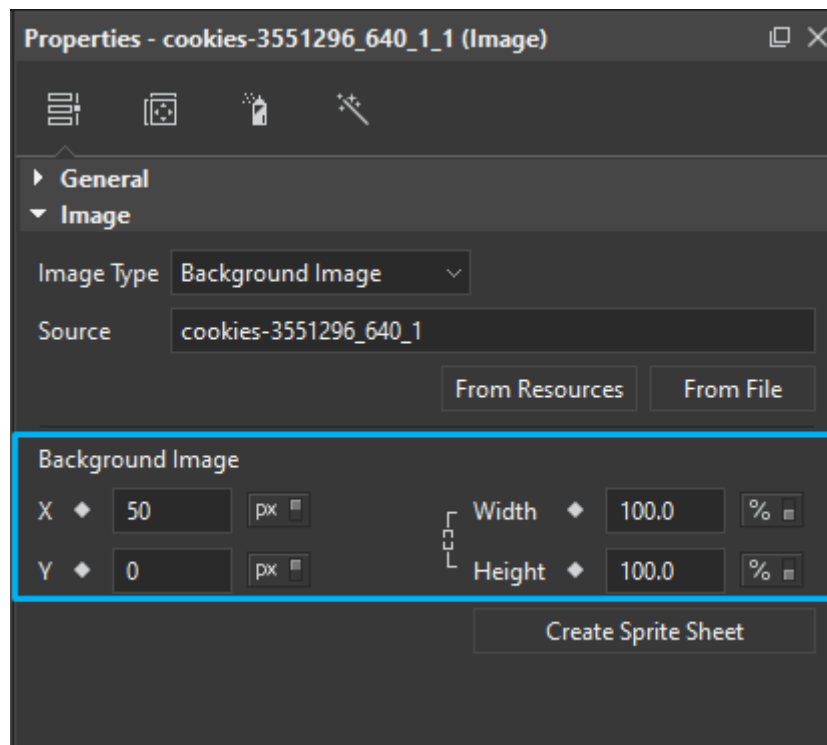 Properties - cookies-3551296_640_1_1 (Image)
General
Image
Image Type Background Image
Source cookies-3551296_640_1
From Resources From File
Background Image
X 50 px Width 100.0 %
Y 0 px Height 100.0 %
Create Sprite Sheet